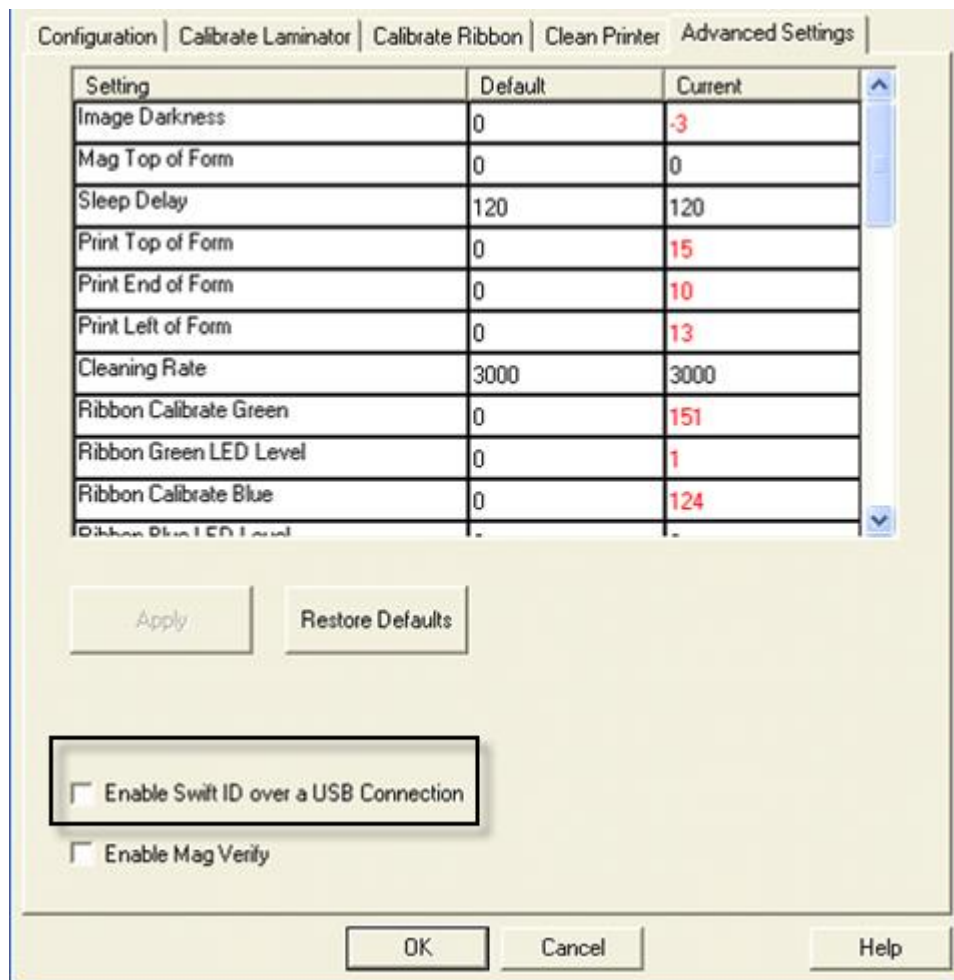 Configuration Calibrate Laminator Calibrate Ribbon Clean Printer Advanced Settings
Setting Default Current
Image Darkness 0 -3
Mag Top of Form 0 0
Sleep Delay 120 120
Print Top of Form 0 15
Print End of Form 0 10
Print Left of Form 0 13
Cleaning Rate 3000 3000
Ribbon Calibrate Green 0 151
Ribbon Green LED Level 0 1
Ribbon Calibrate Blue 0 124
Ribbon Blue LED Level
Apply Restore Defaults
Enable Swift ID over a USB Connection
Enable Mag Verify
OK Cancel Help